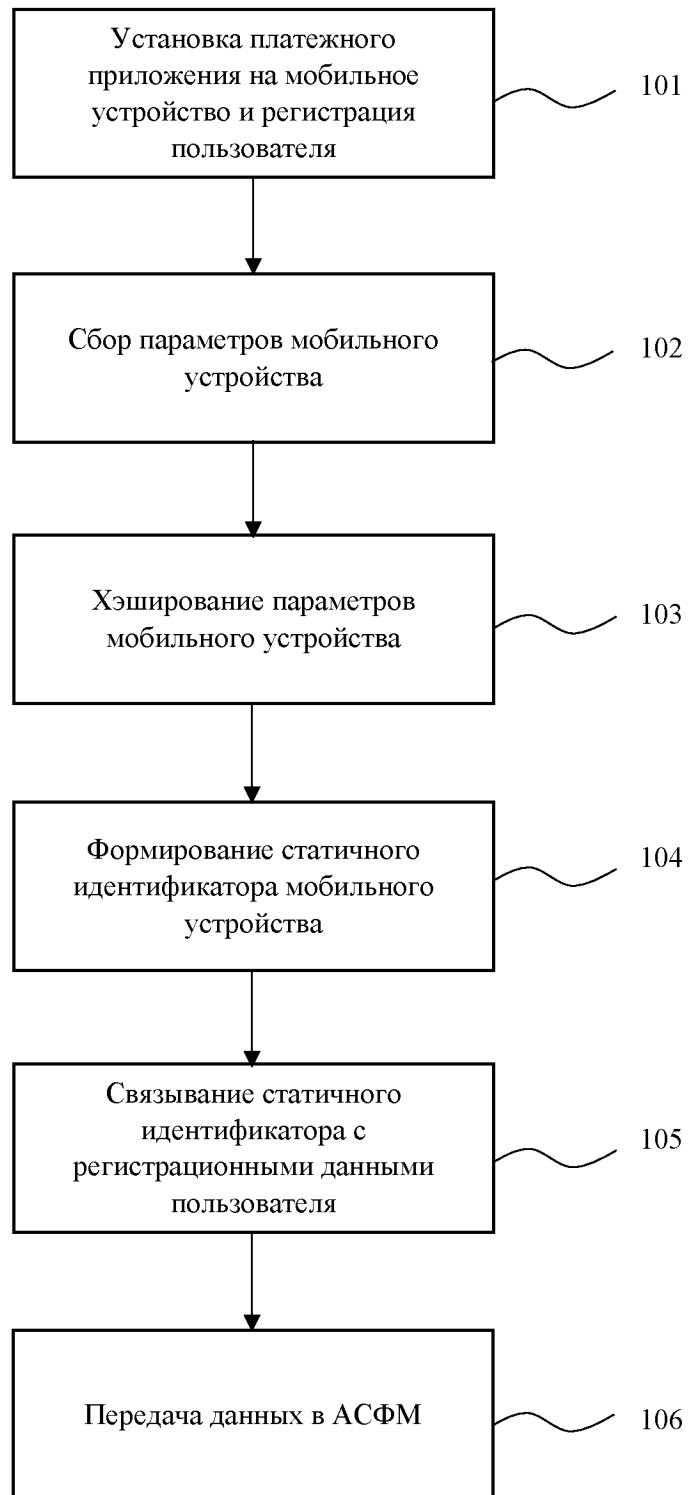 Установка платежного
приложения на мобильное
устройство и регистрация
пользователя
101
Сбор параметров мобильного
устройства
102
Хэширование параметров
мобильного устройства
103
Формирование статичного
идентификатора мобильного
устройства
104
Связывание статичного
идентификатора с
регистрационными данными
пользователя
105
Передача данных в АСФМ
106